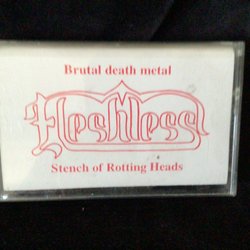 Brutal death metal
Fleshless
Stench of Rotting Heads